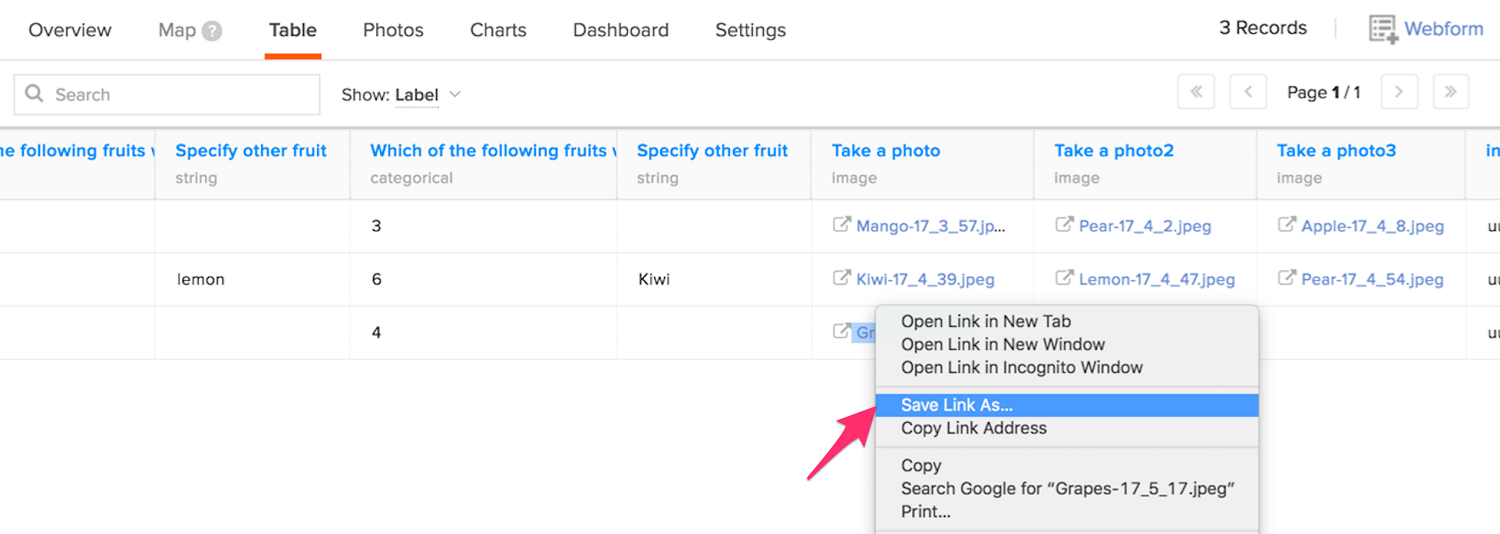 Overview Map ? Table Photos Charts Dashboard Settings 3 Records Webform
Search Show: Label Page 1 / 1
he following fruits Specify other fruit Which of the following fruits Specify other fruit Take a photo Take a photo2 Take a photo3 in
string categorical string image image image
3 Mango-17_3_57.jp... Pear-17_4_2.jpeg Apple-17_4_8.jpeg
lemon 6 Kiwi Kiwi-17_4_39.jpeg Lemon-17_4_47.jpeg Pear-17_4_54.jpeg
4 Gr
Open Link in New Tab
Open Link in New Window
Open Link in Incognito Window
Save Link As...
Copy Link Address
Copy
Search Google for “Grapes-17_5_17.jpeg”
Print...